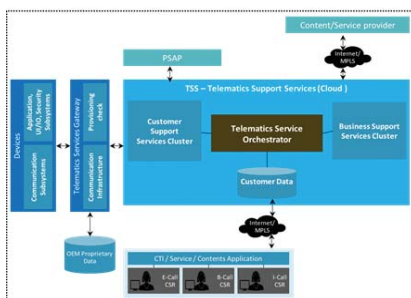 Content/Service provider
Internet/
MPLS
PSAP
TSS – Telematics Support Services (Cloud )
Devices
Application,
UI/IO, Security
Subsystems
Communication
Subsystems
Telematics Services Gateway
Provisioning
check
Communication
Infrastructure
Customer
Support
Services Cluster
Telematics Service
Orchestrator
Business Support
Services Cluster
Customer Data
Internet/
MPLS
OEM Proprietary
Data
CTI / Service / Contents Application
E-Call
CSR
B-Call
CSR
I-Call
CSR